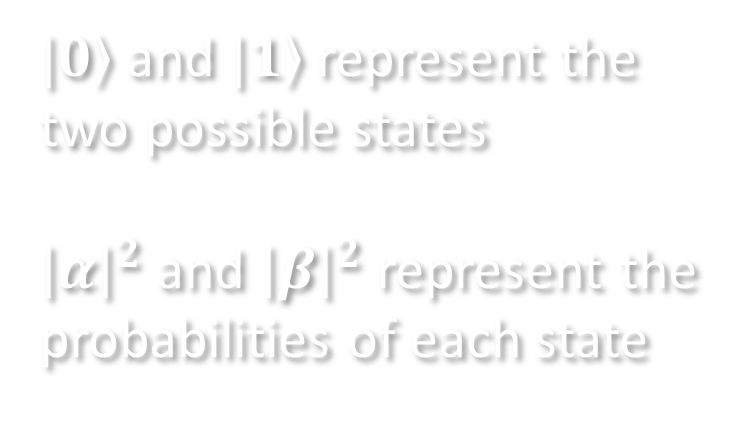 |0⟩ and |1⟩ represent the
two possible states
|α|² and |β|² represent the
probabilities of each state